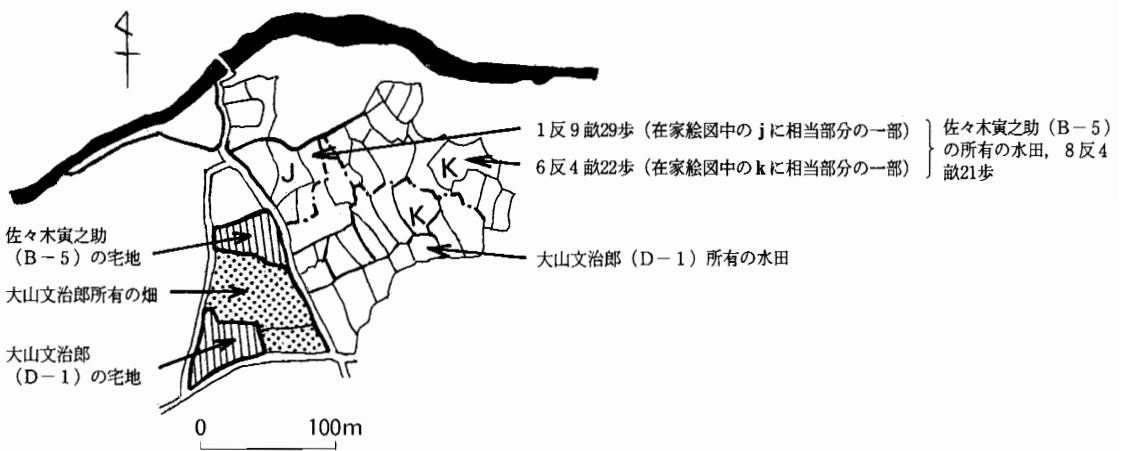 1反9畝29歩（在家絵図中のjに相当部分の一部）
6反4畝22歩（在家絵図中のkに相当部分の一部）
佐々木寅之助（B－5）
の所有の水田，8反4
畝21歩
J
K
K
佐々木寅之助
（B－5）の宅地
大山文治郎（D－1）所有の水田
大山文治郎所有の畑
大山文治郎
（D－1）の宅地
0 100m